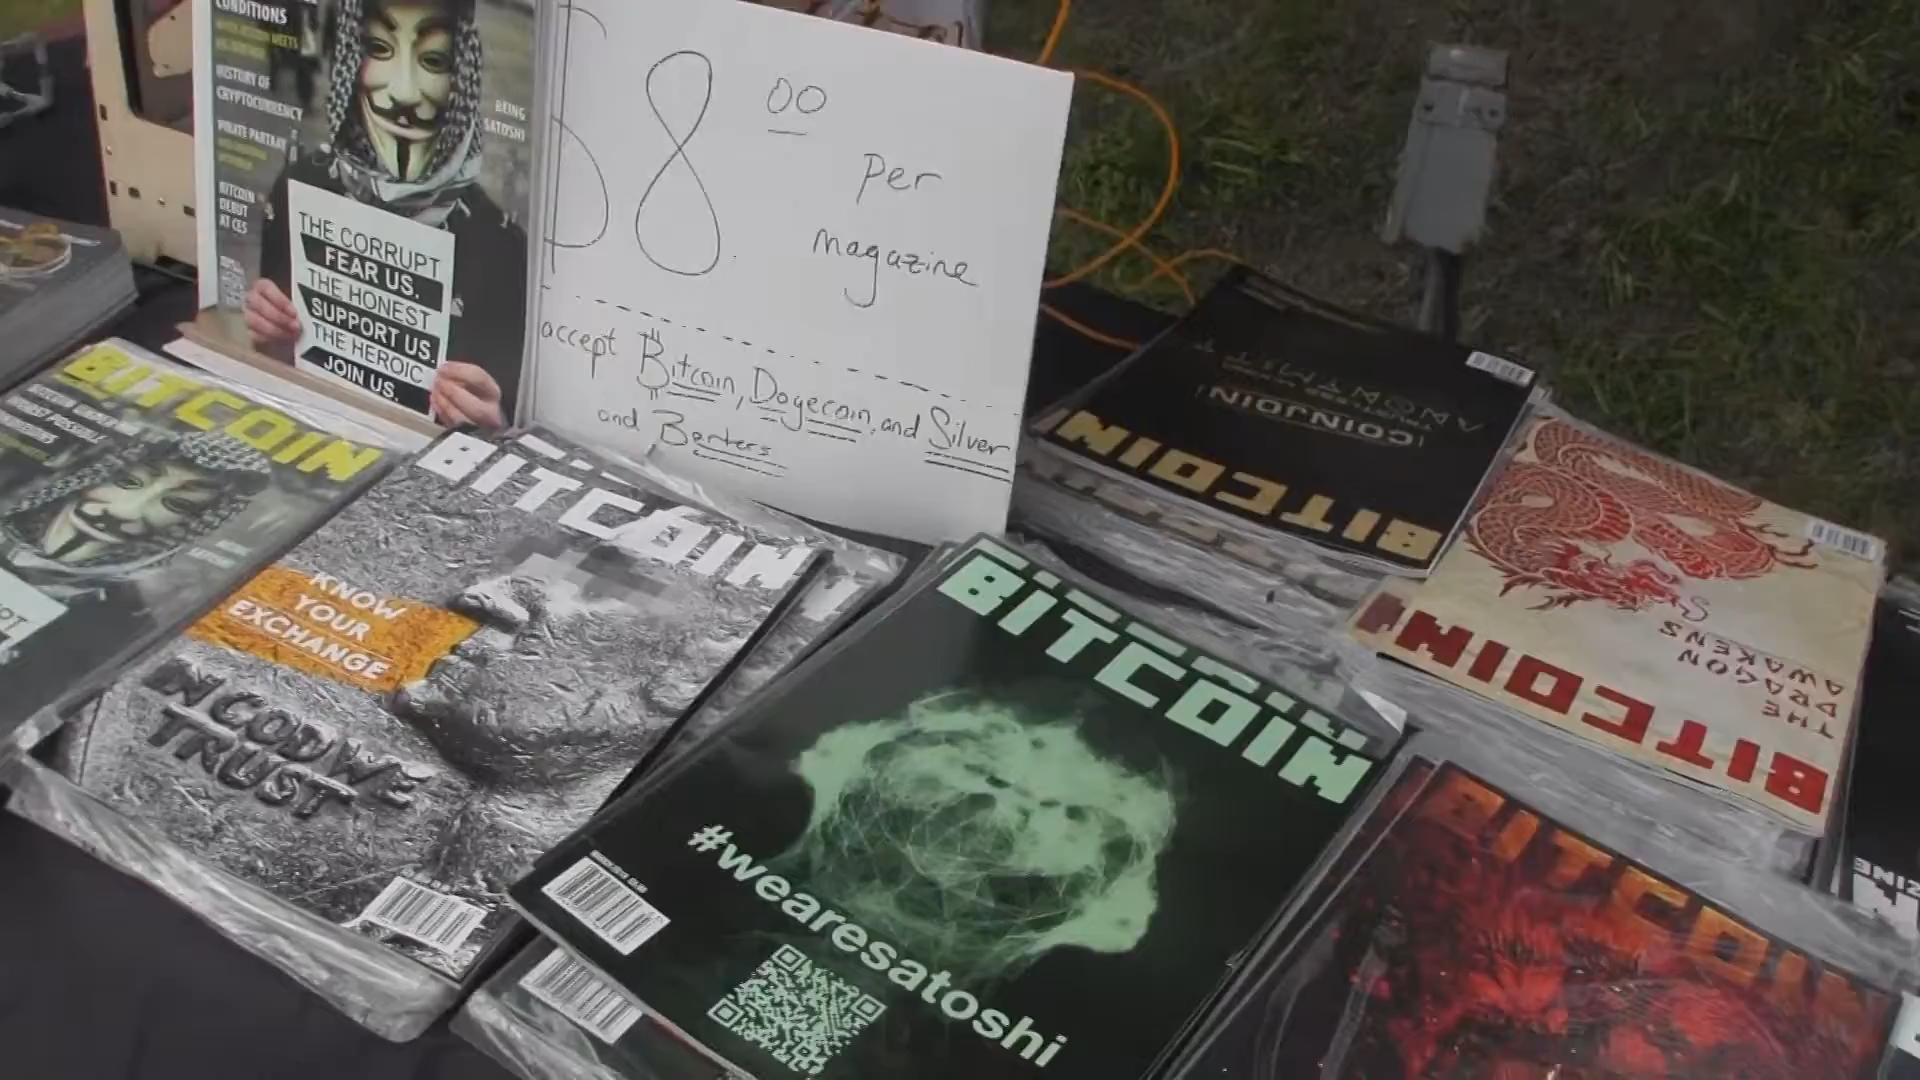 CONDITIONS
HISTORY OF
CRYPTOCURRENCY
PIRATE PARTY
BITCOIN
DEBUT
AT CES
BEING
SATOSHI
THE CORRUPT
FEAR US.
THE HONEST
SUPPORT US.
THE HEROIC
JOIN US.
$8.00
per
magazine
accept Bitcoin, Dogecoin, and Silver
and Barters
BITCOIN
BITCOIN
KNOW
YOUR
EXCHANGE
IN CODE WE
TRUST
BITCOIN
#wearesatoshi
COINJOIN
BITCOIN
THE
DRAGON
AWAKENS
BITCOIN
BITCOIN